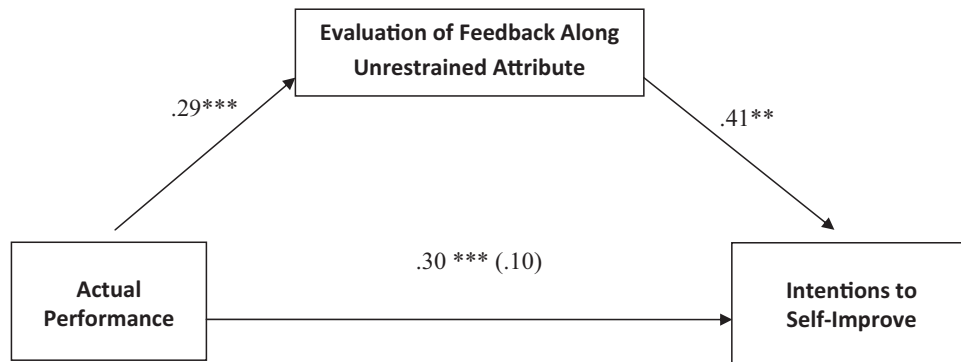 Evaluation of Feedback Along
Unrestrained Attribute
.29***
.41**
.30 *** (.10)
Actual
Performance
Intentions to
Self-Improve